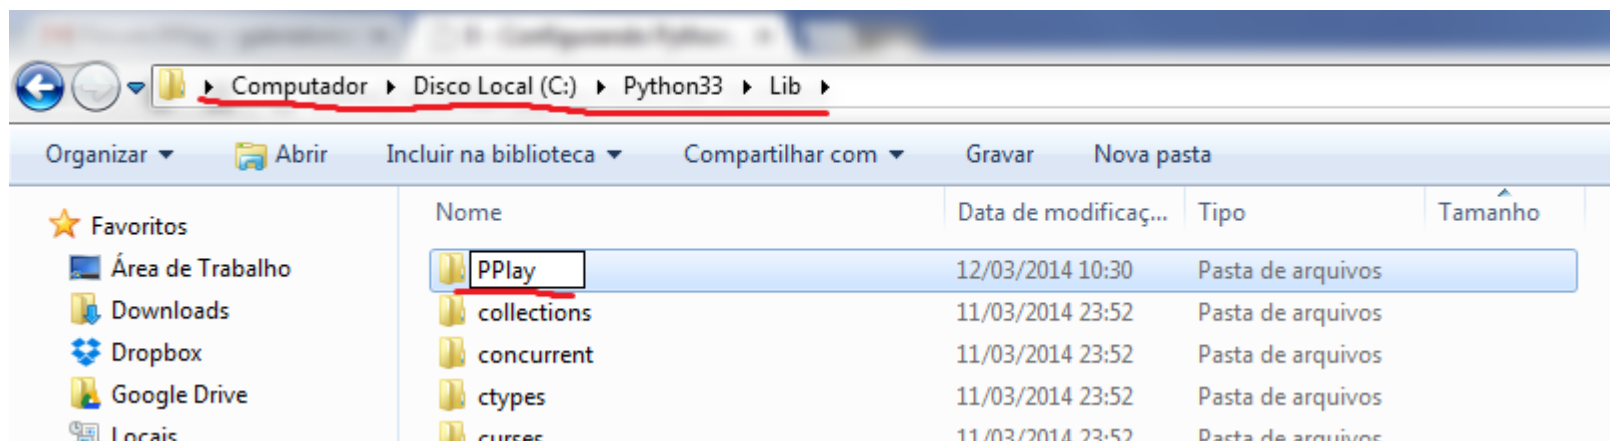 Computador Disco Local (C:) Python33 Lib
Organizar Abrir Incluir na biblioteca Compartilhar com Gravar Nova pasta
Favoritos
Área de Trabalho
Downloads
Dropbox
Google Drive
Locais
Nome Data de modificaç... Tipo Tamanho
PPlay 12/03/2014 10:30 Pasta de arquivos
collections 11/03/2014 23:52 Pasta de arquivos
concurrent 11/03/2014 23:52 Pasta de arquivos
ctypes 11/03/2014 23:52 Pasta de arquivos
curses 11/03/2014 23:52 Pasta de arquivos